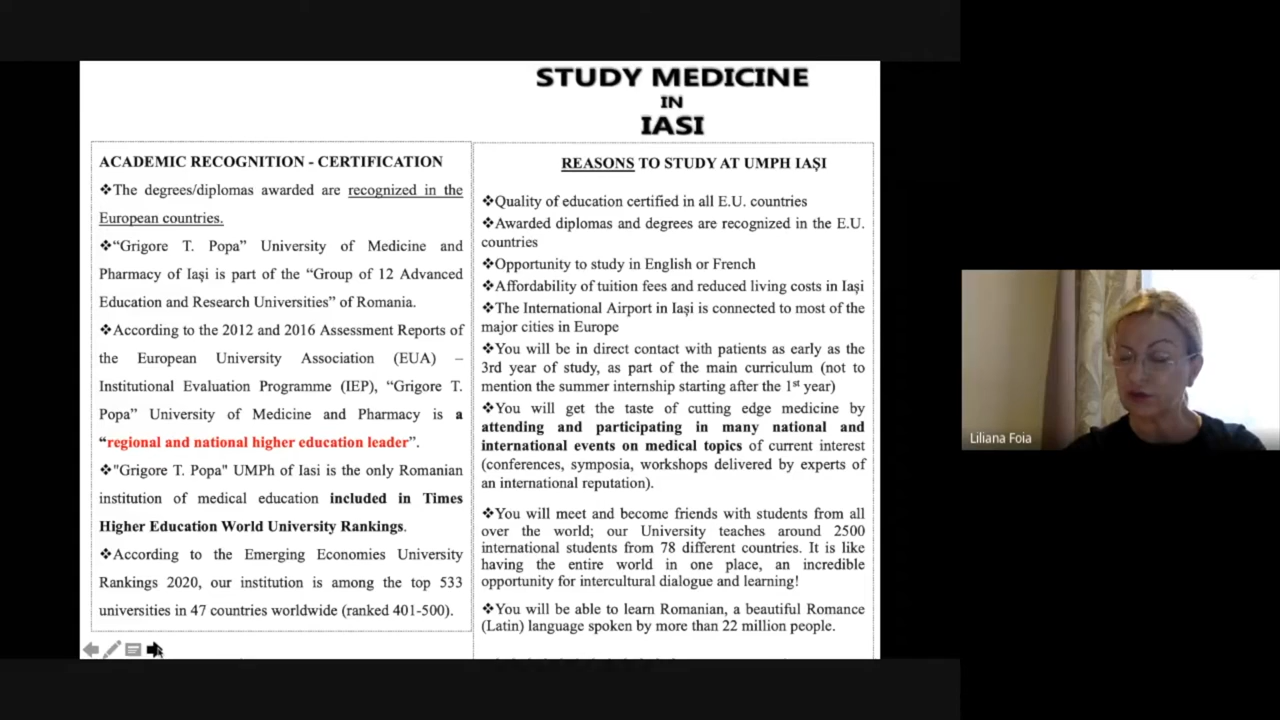 STUDY MEDICINE
IN
IASI
ACADEMIC RECOGNITION - CERTIFICATION
❖The degrees/diplomas awarded are recognized in the
European countries.
❖“Grigore T. Popa” University of Medicine and
Pharmacy of Iaşi is part of the “Group of 12 Advanced
Education and Research Universities” of Romania.
❖According to the 2012 and 2016 Assessment Reports of
the European University Association (EUA) –
Institutional Evaluation Programme (IEP), “Grigore T.
Popa” University of Medicine and Pharmacy is a
“regional and national higher education leader”.
❖"Grigore T. Popa" UMPh of Iasi is the only Romanian
institution of medical education included in Times
Higher Education World University Rankings.
❖According to the Emerging Economies University
Rankings 2020, our institution is among the top 533
universities in 47 countries worldwide (ranked 401-500).
REASONS TO STUDY AT UMPH IAŞI
❖Quality of education certified in all E.U. countries
❖Awarded diplomas and degrees are recognized in the E.U.
countries
❖Opportunity to study in English or French
❖Affordability of tuition fees and reduced living costs in Iaşi
❖The International Airport in Iaşi is connected to most of the
major cities in Europe
❖You will be in direct contact with patients as early as the
3rd year of study, as part of the main curriculum (not to
mention the summer internship starting after the 1st year)
❖You will get the taste of cutting edge medicine by
attending and participating in many national and
international events on medical topics of current interest
(conferences, symposia, workshops delivered by experts of
an international reputation).
❖You will meet and become friends with students from all
over the world; our University teaches around 2500
international students from 78 different countries. It is like
having the entire world in one place, an incredible
opportunity for intercultural dialogue and learning!
❖You will be able to learn Romanian, a beautiful Romance
(Latin) language spoken by more than 22 million people.
Liliana Foia